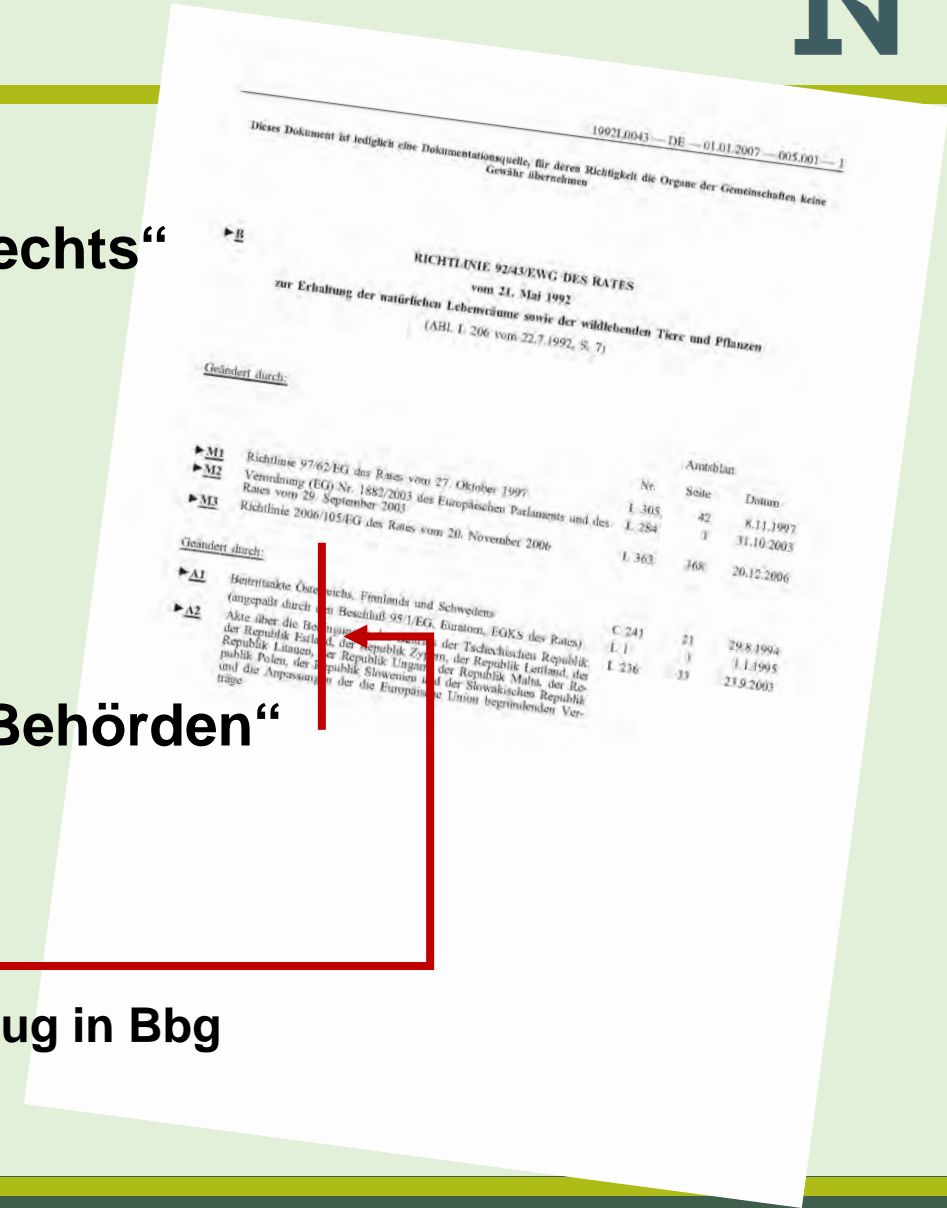 N
1992L0043 — DE — 01.01.2007 — 005.001 — 1
Dieses Dokument ist lediglich eine Dokumentationsquelle, für deren Richtigkeit die Organe der Gemeinschaften keine
Gewähr übernehmen
►B
RICHTLINIE 92/43/EWG DES RATES
vom 21. Mai 1992
zur Erhaltung der natürlichen Lebensräume sowie der wildlebenden Tiere und Pflanzen
(ABl. L 206 vom 22.7.1992, S. 7)
echts“
Geändert durch:
Amtsblatt
Nr. Seite Datum
►M1 Richtlinie 97/62/EG des Rates vom 27. Oktober 1997 L 305 42 8.11.1997
►M2 Verordnung (EG) Nr. 1882/2003 des Europäischen Parlaments und des L 284 1 31.10.2003
Rates vom 29. September 2003
►M3 Richtlinie 2006/105/EG des Rates vom 20. November 2006 L 363 368 20.12.2006
Geändert durch:
►A1 Beitrittsakte Österreichs, Finnlands und Schwedens C 241 21 29.8.1994
(angepaßt durch den Beschluß 95/1/EG, Euratom, EGKS des Rates) L 1 1 1.1.1995
►A2 Akte über die des Beitritts der Tschechischen Republik, L 236 33 23.9.2003
der Republik Estland, der Republik Zypern, der Republik Lettland, der
Republik Litauen, der Republik Ungarn, der Republik Malta, der Re-
publik Polen, der Republik Slowenien und der Slowakischen Republik
und die Anpassungen der die Europäische Union begründenden Ver-
träge
Behörden“
ug in Bbg